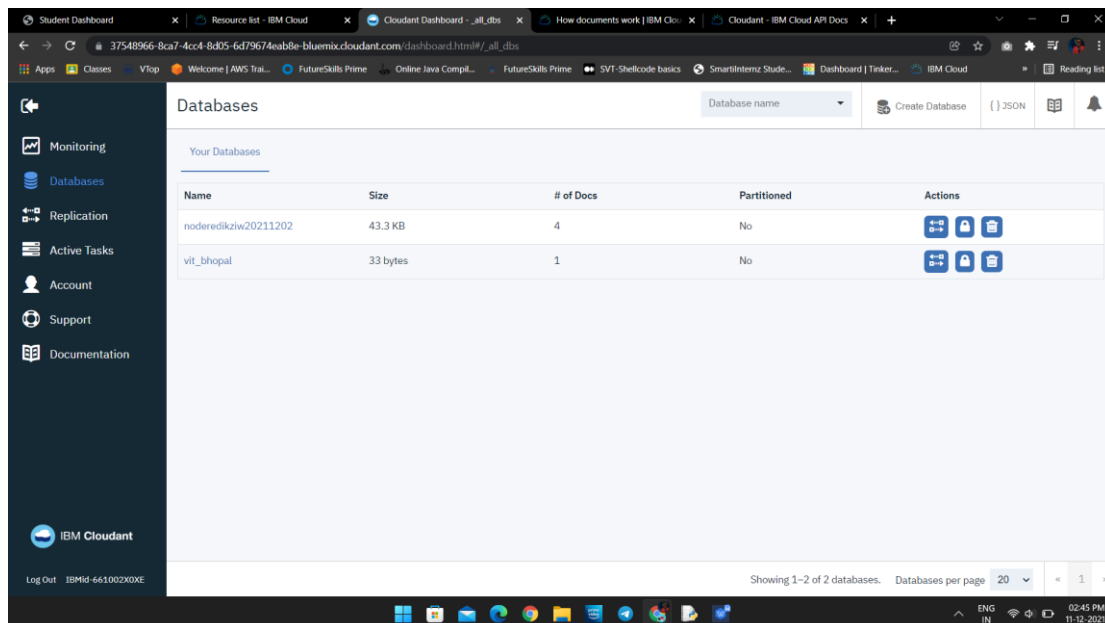 Student Dashboard
Resource list - IBM Cloud
Cloudant Dashboard - _all_dbs
How documents work | IBM Clou
Cloudant - IBM Cloud API Docs
37548966-8ca7-4cc4-8d05-6d79674eab8e-bluemix.cloudant.com/dashboard.html#/_all_dbs
Apps Classes VTop Welcome | AWS Trai... FutureSkills Prime Online Java Compil... FutureSkills Prime SVT-Shellcode basics SmartInternz Stude... Dashboard | Tinker... IBM Cloud » Reading list
Databases
Database name
Create Database
{ } JSON
Monitoring
Databases
Replication
Active Tasks
Account
Support
Documentation
Your Databases
Name Size # of Docs Partitioned Actions
noderedikziw20211202 43.3 KB 4 No
vit_bhopal 33 bytes 1 No
IBM Cloudant
Log Out IBMid-661002X0XE
Showing 1–2 of 2 databases. Databases per page 20 « 1
ENG
IN
02:45 PM
11-12-2021